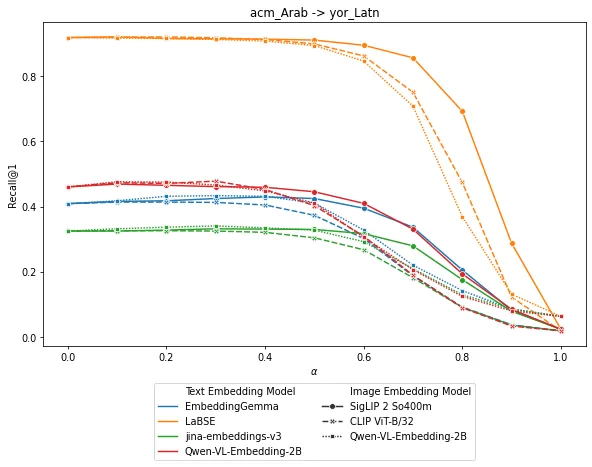 acm_Arab -> yor_Latn
Recall@1
0.8
0.6
0.4
0.2
0.0
0.0 0.2 0.4 0.6 0.8 1.0
α
Text Embedding Model
EmbeddingGemma
LaBSE
jina-embeddings-v3
Qwen-VL-Embedding-2B
Image Embedding Model
SigLIP 2 So400m
CLIP ViT-B/32
Qwen-VL-Embedding-2B